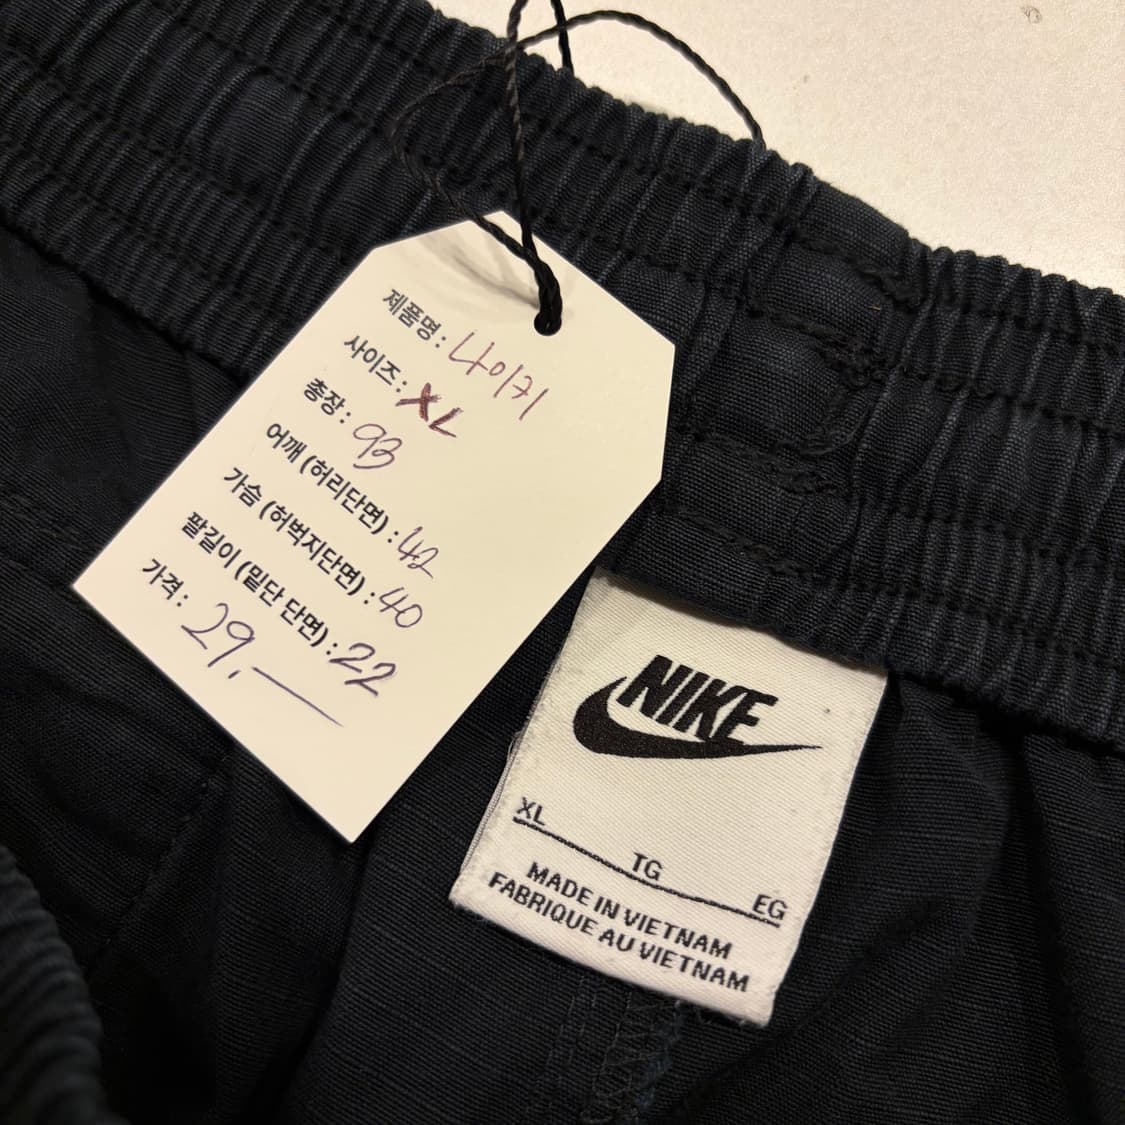 제품명 : 나이키
사이즈 : XL
총장 : 93
어깨 (허리단면) : 42
가슴 (허벅지단면) : 40
팔길이 (밑단 단면) : 22
가격 : 29,—
NIKE
XL
TG
EG
MADE IN VIETNAM
FABRIQUE AU VIETNAM